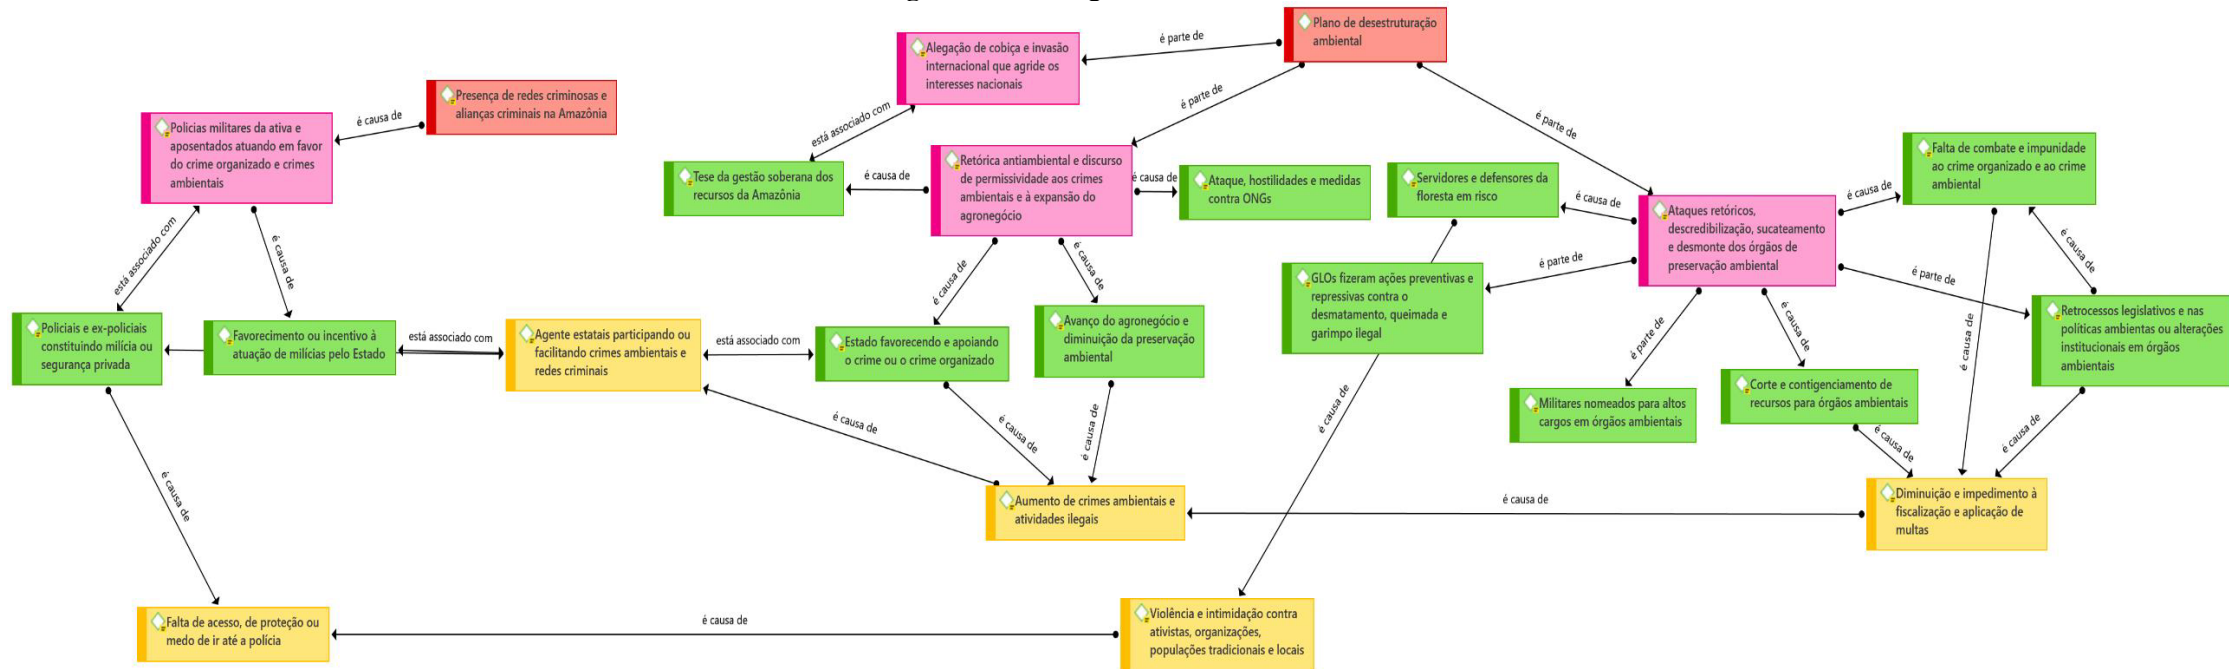 Plano de desestruturação
ambiental
é parte de
Alegação de cobiça e invasão
internacional que agride os
interesses nacionais
é parte de
é parte de
Presença de redes criminosas e
alianças criminais na Amazônia
é causa de
Policias militares da ativa e
aposentados atuando em favor
do crime organizado e crimes
ambientais
está associado com
Tese da gestão soberana dos
recursos da Amazônia
é causa de
Retórica antiambiental e discurso
de permissividade aos crimes
ambientais e à expansão do
agronegócio
é causa de
Ataque, hostilidades e medidas
contra ONGs
Servidores e defensores da
floresta em risco
é causa de
Ataques retóricos,
descredibilização, sucateamento
e desmonte dos órgãos de
preservação ambiental
é causa de
Falta de combate e impunidade
ao crime organizado e ao crime
ambiental
está associado com
é causa de
é causa de
é causa de
GLOs fizeram ações preventivas e
repressivas contra o
desmatamento, queimada e
garimpo ilegal
é parte de
é parte de
é causa de
é parte de
é causa de
é causa de
Retrocessos legislativos e nas
políticas ambientas ou alterações
institucionais em órgãos
ambientais
Policiais e ex-policiais
constituindo milícia ou
segurança privada
Favorecimento ou incentivo à
atuação de milícias pelo Estado
está associado com
Agente estatais participando ou
facilitando crimes ambientais e
redes criminais
está associado com
Estado favorecendo e apoiando
o crime ou o crime organizado
Avanço do agronegócio e
diminuição da preservação
ambiental
Militares nomeados para altos
cargos em órgãos ambientais
Corte e contigenciamento de
recursos para órgãos ambientais
é causa de
é causa de
é causa de
é causa de
é causa de
é causa de
é causa de
Aumento de crimes ambientais e
atividades ilegais
é causa de
Diminuição e impedimento à
fiscalização e aplicação de
multas
Falta de acesso, de proteção ou
medo de ir até a polícia
é causa de
Violência e intimidação contra
ativistas, organizações,
populações tradicionais e locais